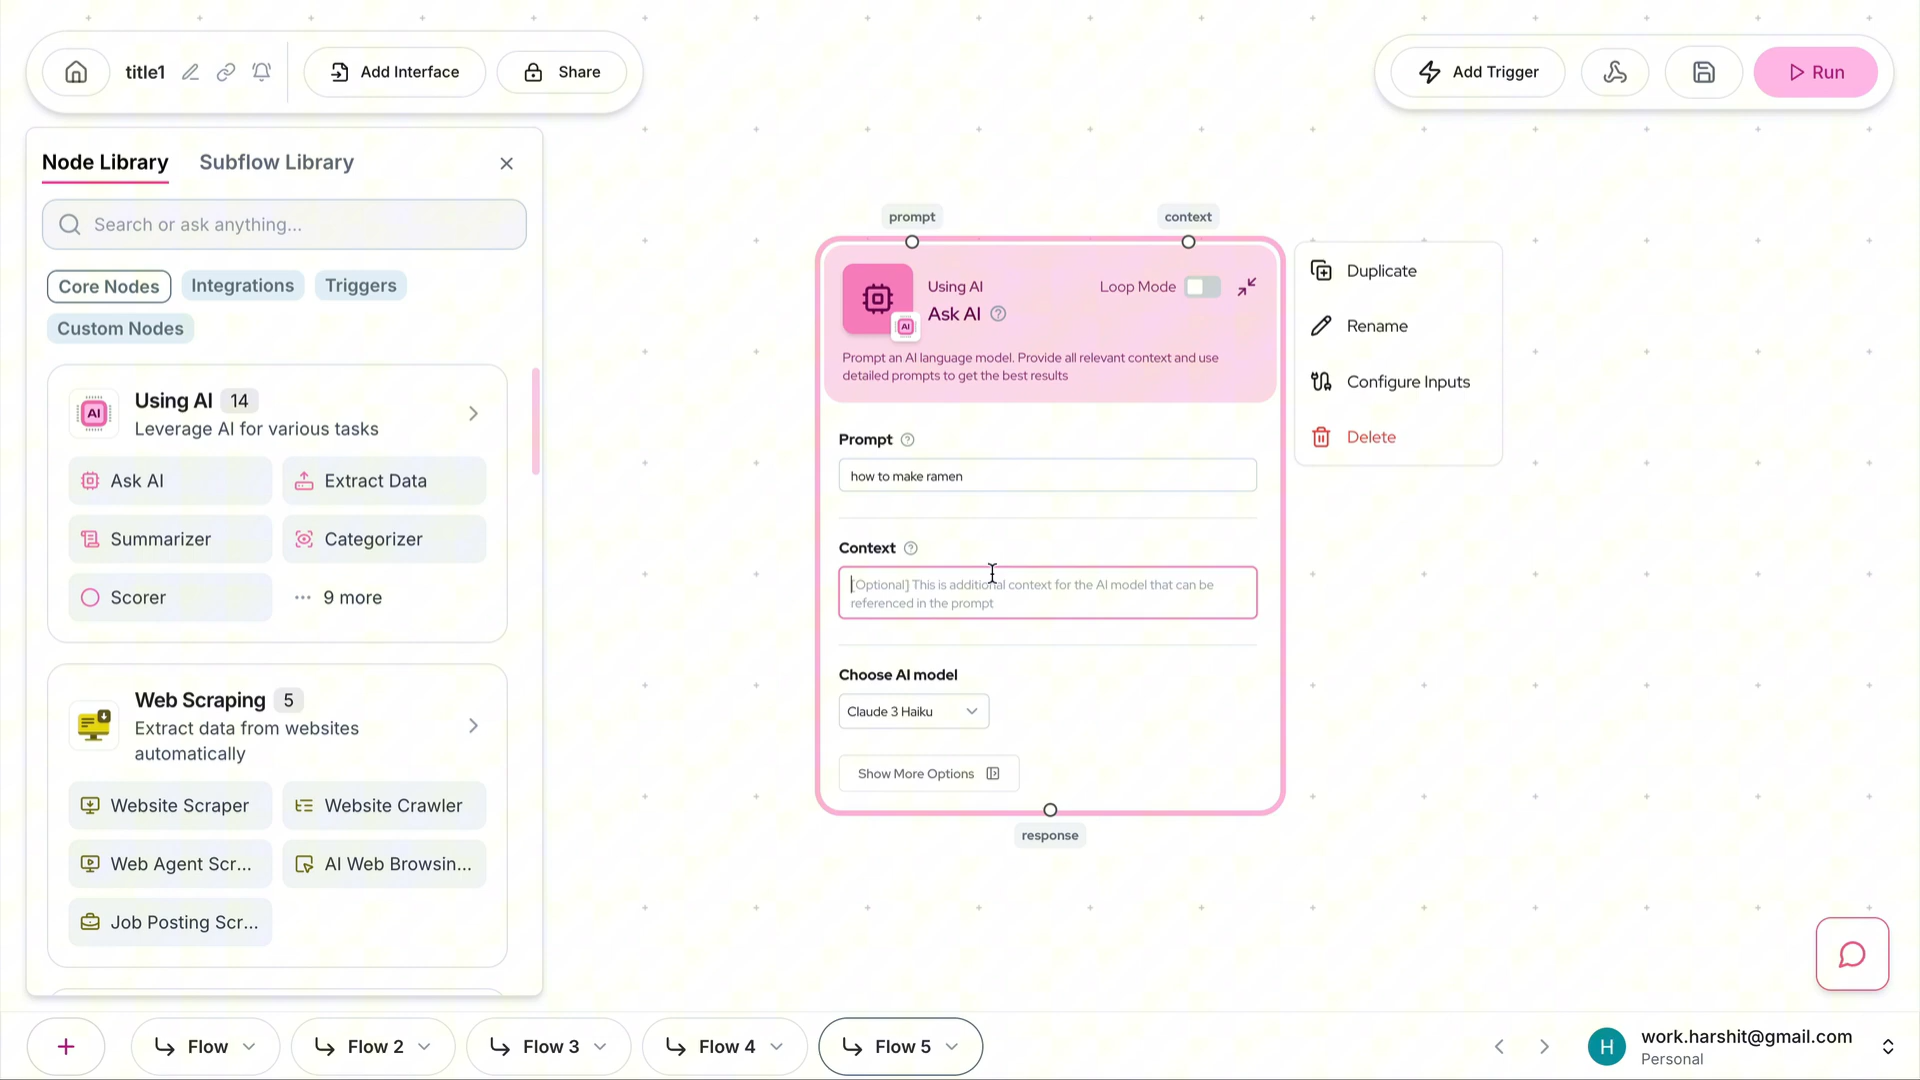 title1
Add Interface
Share
Add Trigger
Run
Node Library
Subflow Library
Search or ask anything...
Core Nodes
Integrations
Triggers
Custom Nodes
AI
Using AI
14
Leverage AI for various tasks
Ask AI
Extract Data
Summarizer
Categorizer
Scorer
9 more
Web Scraping
5
Extract data from websites
automatically
Website Scraper
Website Crawler
Web Agent Scr...
AI Web Browsin...
Job Posting Scr...
prompt
context
AI
Using AI
Loop Mode
Ask AI
Prompt an AI language model. Provide all relevant context and use
detailed prompts to get the best results
Prompt
how to make ramen
Context
[Optional] This is additional context for the AI model that can be
referenced in the prompt
Choose AI model
Claude 3 Haiku
Show More Options
response
Duplicate
Rename
Configure Inputs
Delete
Flow
Flow 2
Flow 3
Flow 4
Flow 5
H
work.harshit@gmail.com
Personal